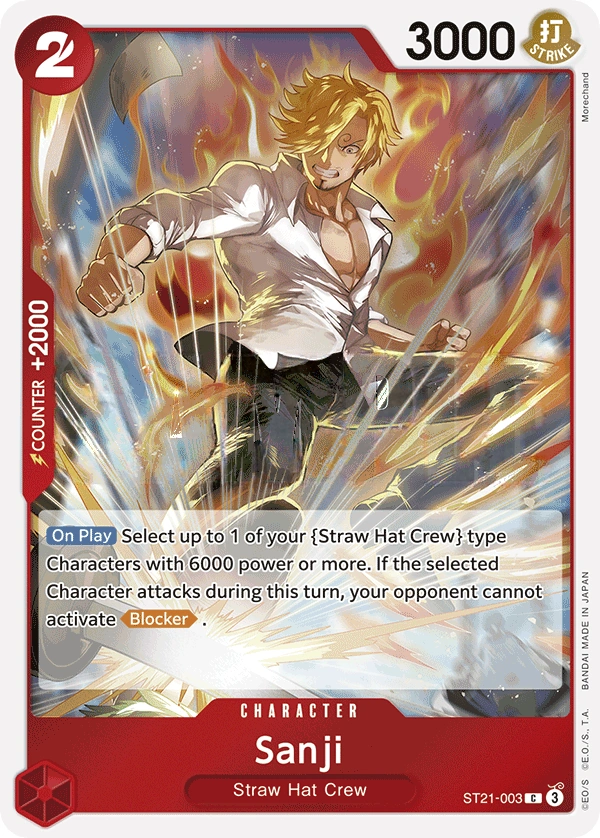 2
3000
打
STRIKE
Morechand
COUNTER +2000
On Play Select up to 1 of your {Straw Hat Crew} type
Characters with 6000 power or more. If the selected
Character attacks during this turn, your opponent cannot
activate Blocker .
CHARACTER
Sanji
Straw Hat Crew
ST21-003 C 3
©EO/S ©E.O./S., T.A. BANDAI MADE IN JAPAN